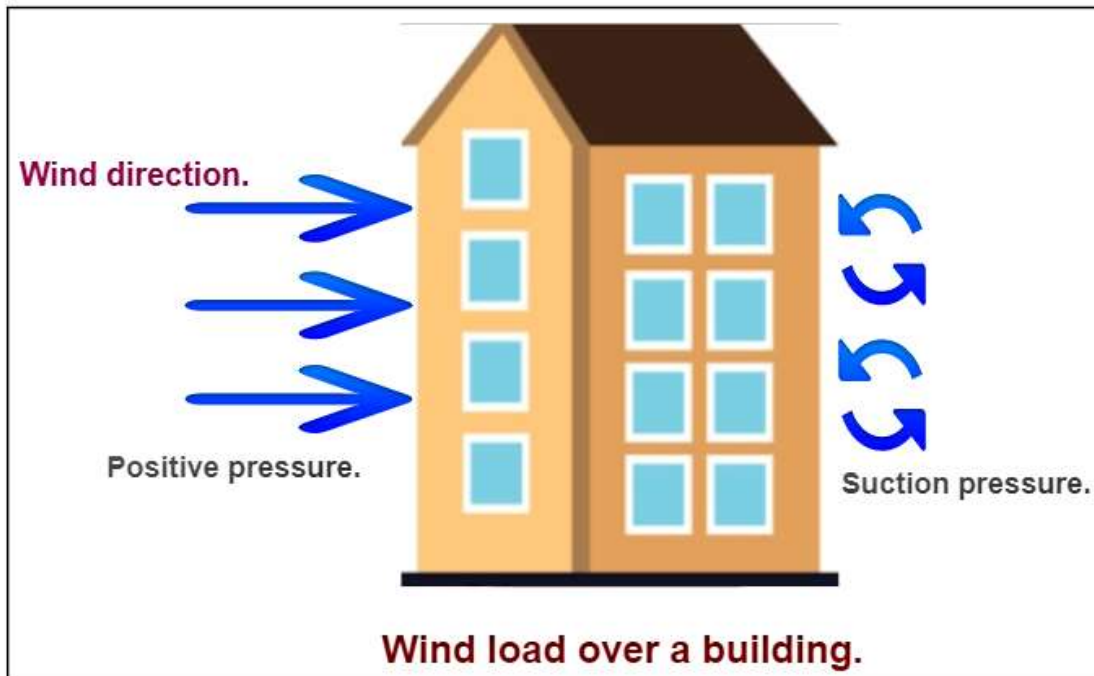 Wind direction.
Positive pressure.
Suction pressure.
Wind load over a building.